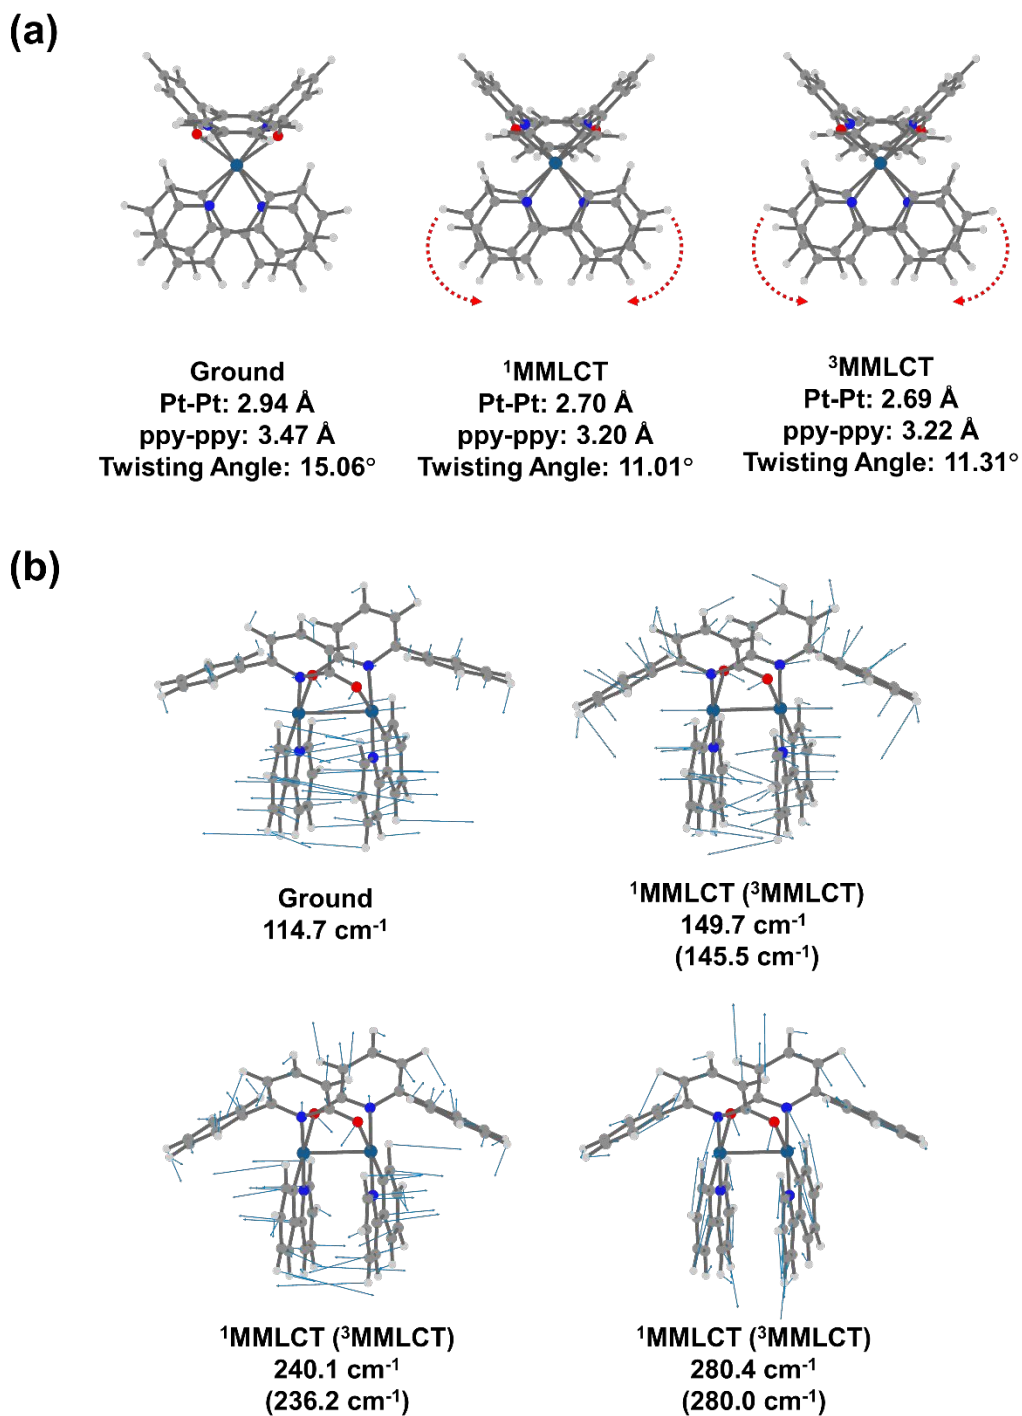 (a)
Ground
Pt-Pt: 2.94 Å
ppy-ppy: 3.47 Å
Twisting Angle: 15.06°
¹MMLCT
Pt-Pt: 2.70 Å
ppy-ppy: 3.20 Å
Twisting Angle: 11.01°
³MMLCT
Pt-Pt: 2.69 Å
ppy-ppy: 3.22 Å
Twisting Angle: 11.31°
(b)
Ground
114.7 cm⁻¹
¹MMLCT (³MMLCT)
149.7 cm⁻¹
(145.5 cm⁻¹)
¹MMLCT (³MMLCT)
240.1 cm⁻¹
(236.2 cm⁻¹)
¹MMLCT (³MMLCT)
280.4 cm⁻¹
(280.0 cm⁻¹)